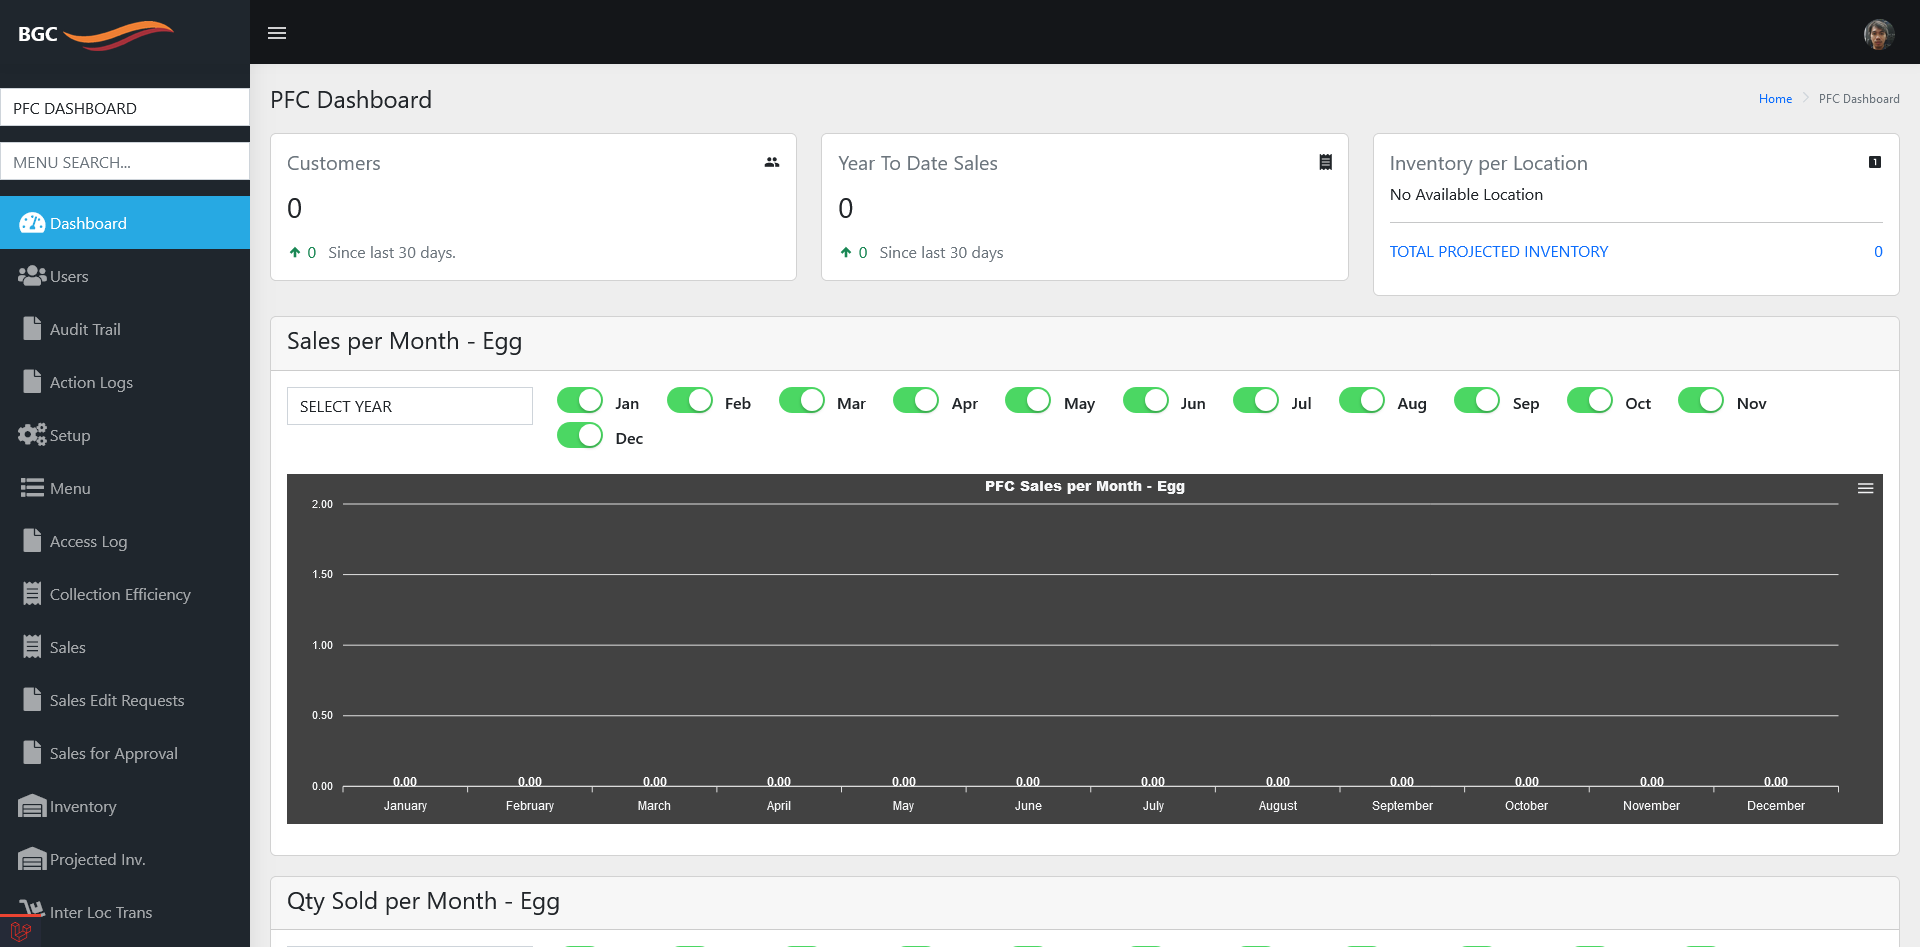 BGC
PFC DASHBOARD
MENU SEARCH...
Dashboard
Users
Audit Trail
Action Logs
Setup
Menu
Access Log
Collection Efficiency
Sales
Sales Edit Requests
Sales for Approval
Inventory
Projected Inv.
Inter Loc Trans
PFC Dashboard
Home PFC Dashboard
Customers
0
0 Since last 30 days.
Year To Date Sales
0
0 Since last 30 days
Inventory per Location
1
No Available Location
TOTAL PROJECTED INVENTORY 0
Sales per Month - Egg
SELECT YEAR
Jan Feb Mar Apr May Jun Jul Aug Sep Oct Nov
Dec
PFC Sales per Month - Egg
2.00
1.50
1.00
0.50
0.00
0.00 0.00 0.00 0.00 0.00 0.00 0.00 0.00 0.00 0.00 0.00 0.00
January February March April May June July August September October November December
Qty Sold per Month - Egg